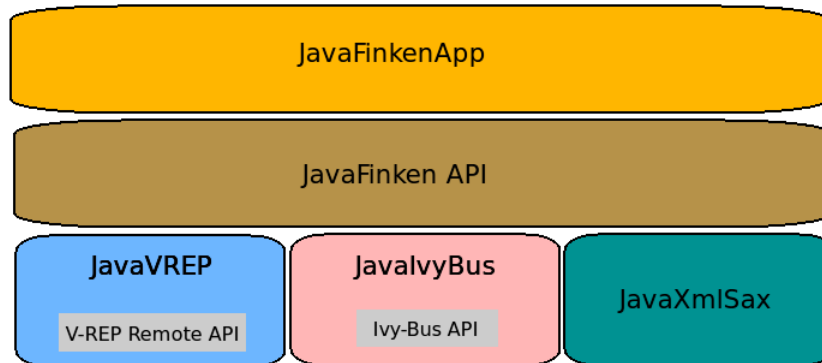 JavaFinkenApp
JavaFinken API
JavaVREP
JavaIvyBus
JavaXmlSax
V-REP Remote API
Ivy-Bus API